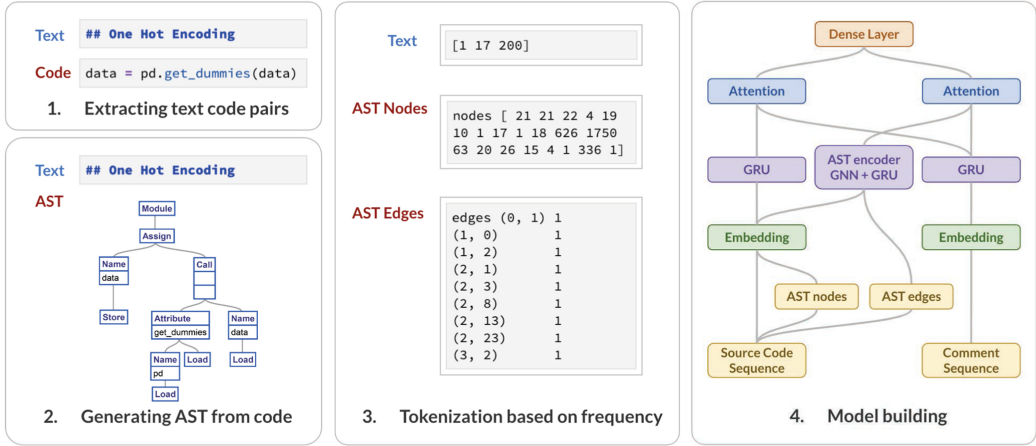 Text
## One Hot Encoding
Code
data = pd.get_dummies(data)
1. Extracting text code pairs
Text
## One Hot Encoding
AST
Module
Assign
Name
data
Call
Store
Attribute
get_dummies
Name
data
Name
pd
Load
Load
Load
2. Generating AST from code
Text
[1 17 200]
AST Nodes
nodes [ 21 21 22 4 19
10 1 17 1 18 626 1750
63 20 26 15 4 1 336 1]
AST Edges
edges (0, 1) 1
(1, 0) 1
(1, 2) 1
(2, 1) 1
(2, 3) 1
(2, 8) 1
(2, 13) 1
(2, 23) 1
(3, 2) 1
3. Tokenization based on frequency
Dense Layer
Attention
Attention
GRU
AST encoder
GNN + GRU
GRU
Embedding
Embedding
AST nodes
AST edges
Source Code
Sequence
Comment
Sequence
4. Model building